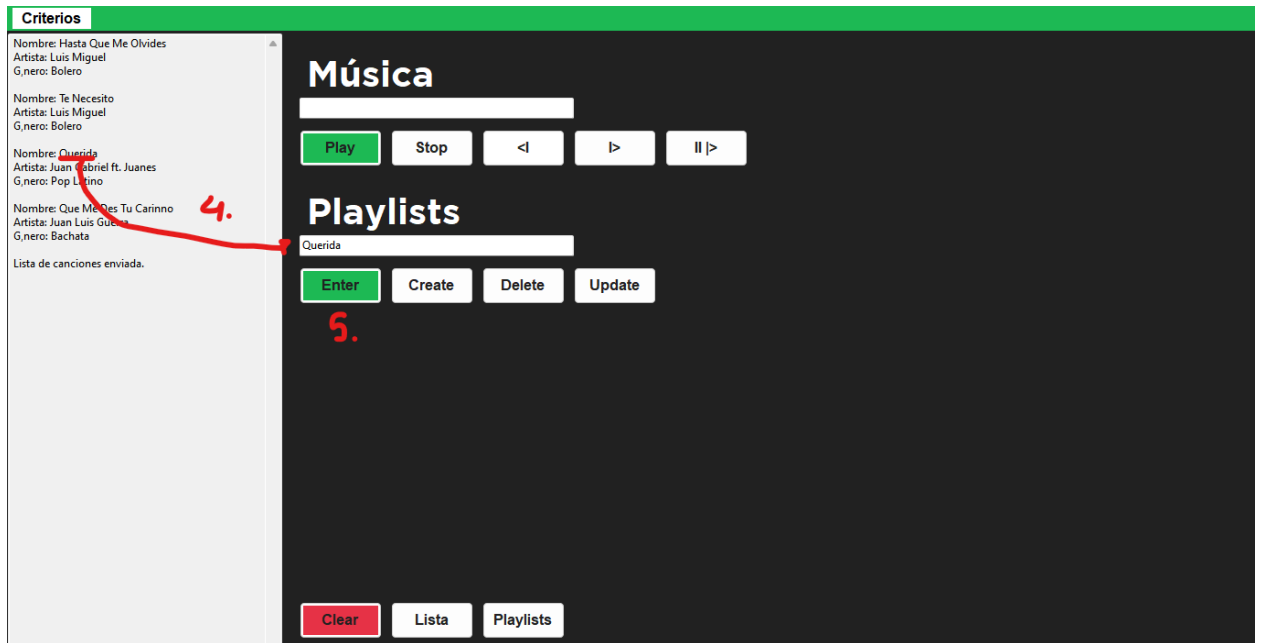 Criterios
Nombre: Hasta Que Me Olvides
Artista: Luis Miguel
G,nero: Bolero
Nombre: Te Necesito
Artista: Luis Miguel
G,nero: Bolero
Nombre: Querida
Artista: Juan Gabriel ft. Juanes
G,nero: Pop Latino
Nombre: Que Me Des Tu Carinno
Artista: Juan Luis Guerra
G,nero: Bachata
Lista de canciones enviada.
4.
Música
Play Stop <I I> II |>
Playlists
Querida
Enter Create Delete Update
5.
Clear Lista Playlists